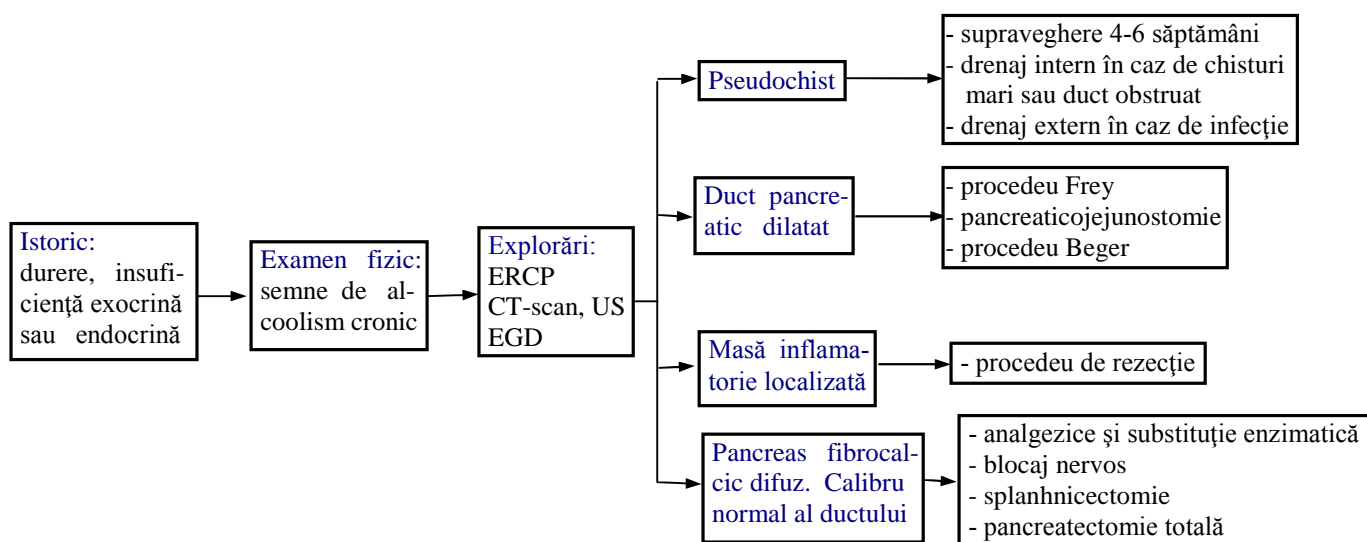 Istoric:
durere, insufi-
cienţă exocrină
sau endocrină
Examen fizic:
semne de al-
coolism cronic
Explorări:
ERCP
CT-scan, US
EGD
Pseudochist
- supraveghere 4-6 săptămâni
- drenaj intern în caz de chisturi
mari sau duct obstruat
- drenaj extern în caz de infecţie
Duct pancre-
atic dilatat
- procedeu Frey
- pancreaticojejunostomie
- procedeu Beger
Masă inflama-
torie localizată
- procedeu de rezecţie
Pancreas fibrocal-
cic difuz. Calibru
normal al ductului
- analgezice şi substituţie enzimatică
- blocaj nervos
- splanhnicectomie
- pancreatectomie totală